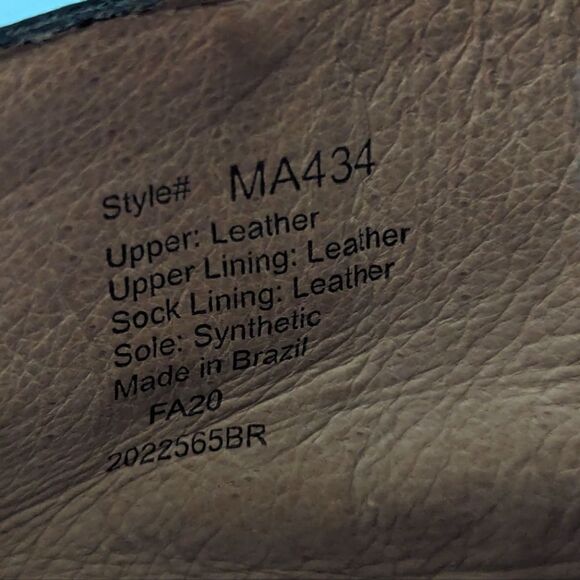 Style# MA434
Upper: Leather
Upper Lining: Leather
Sock Lining: Leather
Sole: Synthetic
Made in Brazil
FA20
2022565BR